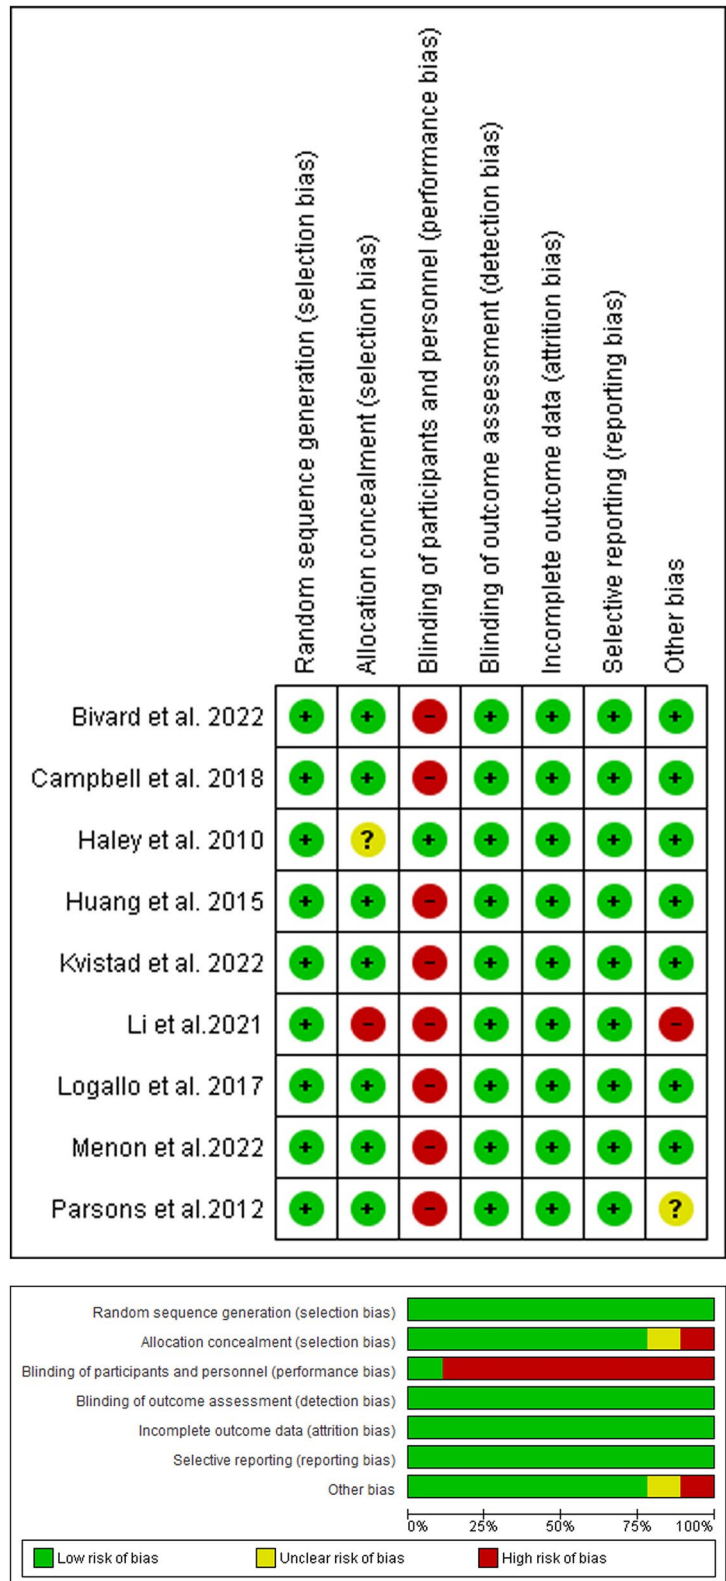 Random sequence generation (selection bias)
Allocation concealment (selection bias)
Blinding of participants and personnel (performance bias)
Blinding of outcome assessment (detection bias)
Incomplete outcome data (attrition bias)
Selective reporting (reporting bias)
Other bias
Bivard et al. 2022 + + - + + + +
Campbell et al. 2018 + + - + + + +
Haley et al. 2010 + ? + + + + +
Huang et al. 2015 + + - + + + +
Kvistad et al. 2022 + + - + + + +
Li et al.2021 + - - + + + -
Logallo et al. 2017 + + - + + + +
Menon et al.2022 + + - + + + +
Parsons et al.2012 + + - + + + ?
Random sequence generation (selection bias)
Allocation concealment (selection bias)
Blinding of participants and personnel (performance bias)
Blinding of outcome assessment (detection bias)
Incomplete outcome data (attrition bias)
Selective reporting (reporting bias)
Other bias
0% 25% 50% 75% 100%
Low risk of bias Unclear risk of bias High risk of bias